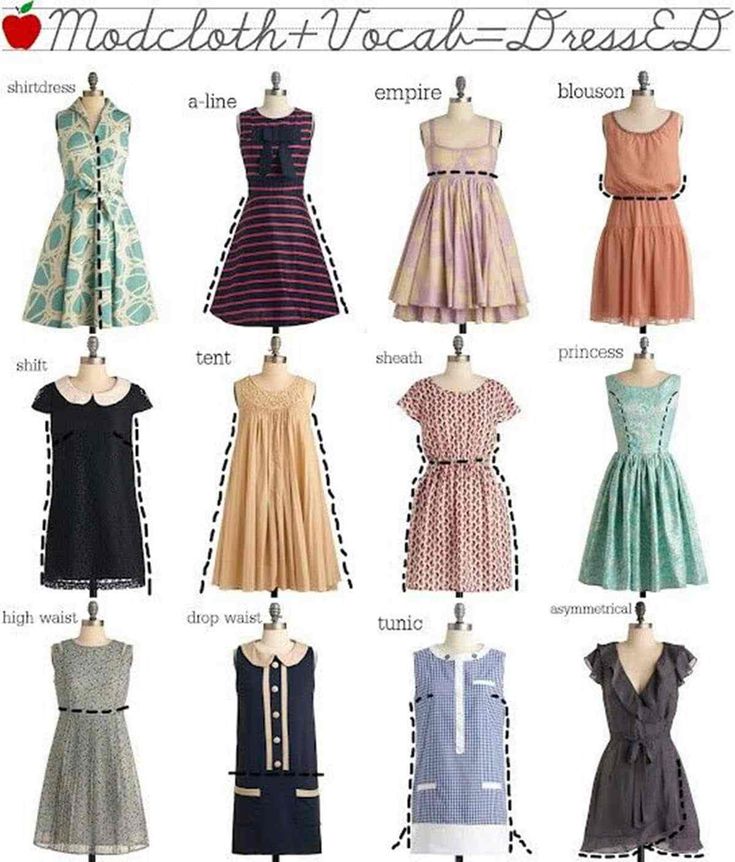 Modcloth+Vocab=DressED
shirtdress
a-line
empire
blouson
shift
tent
sheath
princess
high waist
drop waist
tunic
asymmetrical